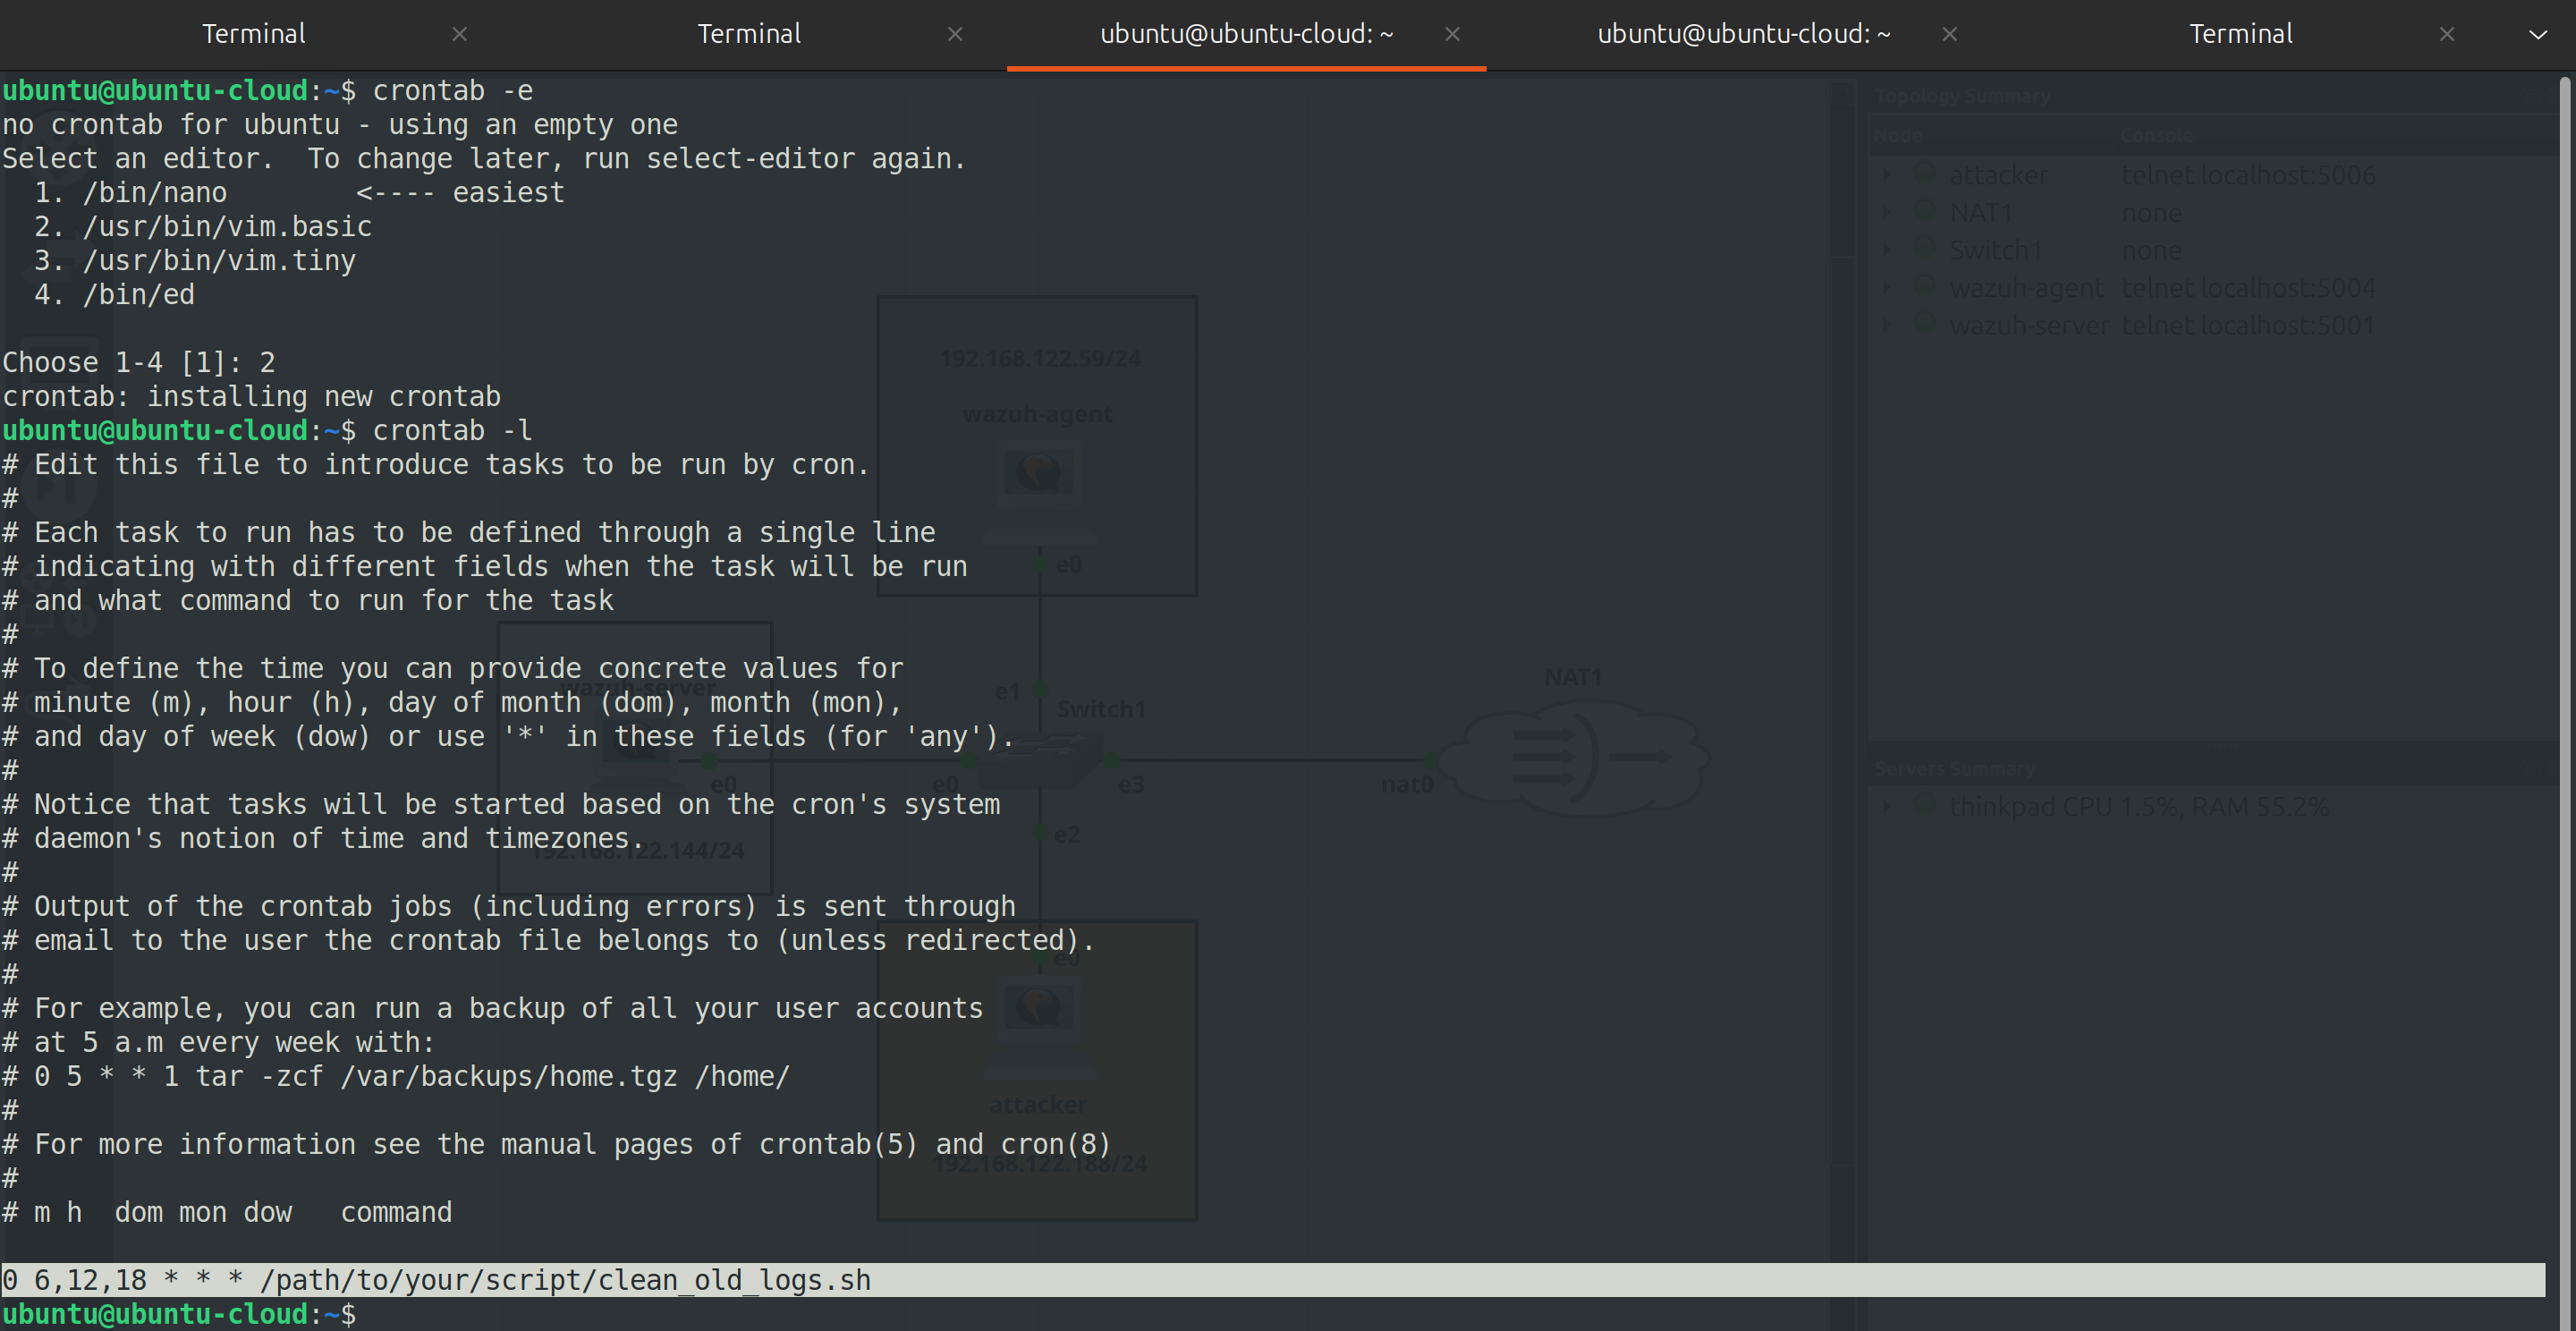 Terminal
Terminal
ubuntu@ubuntu-cloud: ~
ubuntu@ubuntu-cloud: ~
Terminal
ubuntu@ubuntu-cloud:~$ crontab -e
no crontab for ubuntu - using an empty one
Select an editor.  To change later, run select-editor again.
  1. /bin/nano        <---- easiest
  2. /usr/bin/vim.basic
  3. /usr/bin/vim.tiny
  4. /bin/ed
Choose 1-4 [1]: 2
crontab: installing new crontab
ubuntu@ubuntu-cloud:~$ crontab -l
# Edit this file to introduce tasks to be run by cron.
#
# Each task to run has to be defined through a single line
# indicating with different fields when the task will be run
# and what command to run for the task
#
# To define the time you can provide concrete values for
# minute (m), hour (h), day of month (dom), month (mon),
# and day of week (dow) or use '*' in these fields (for 'any').
#
# Notice that tasks will be started based on the cron's system
# daemon's notion of time and timezones.
#
# Output of the crontab jobs (including errors) is sent through
# email to the user the crontab file belongs to (unless redirected).
#
# For example, you can run a backup of all your user accounts
# at 5 a.m every week with:
# 0 5 * * 1 tar -zcf /var/backups/home.tgz /home/
#
# For more information see the manual pages of crontab(5) and cron(8)
#
# m h  dom mon dow   command
0 6,12,18 * * * /path/to/your/script/clean_old_logs.sh
ubuntu@ubuntu-cloud:~$
192.168.122.59/24
wazuh-agent
e0
wazuh-server
e0
192.168.122.144/24
e1
Switch1
e0
e3
e2
nat0
NAT1
e0
attacker
192.168.122.188/24
Topology Summary
Node Console
attacker telnet localhost:5006
NAT1 none
Switch1 none
wazuh-agent telnet localhost:5004
wazuh-server telnet localhost:5001
Servers Summary
thinkpad CPU 1.5%, RAM 55.2%